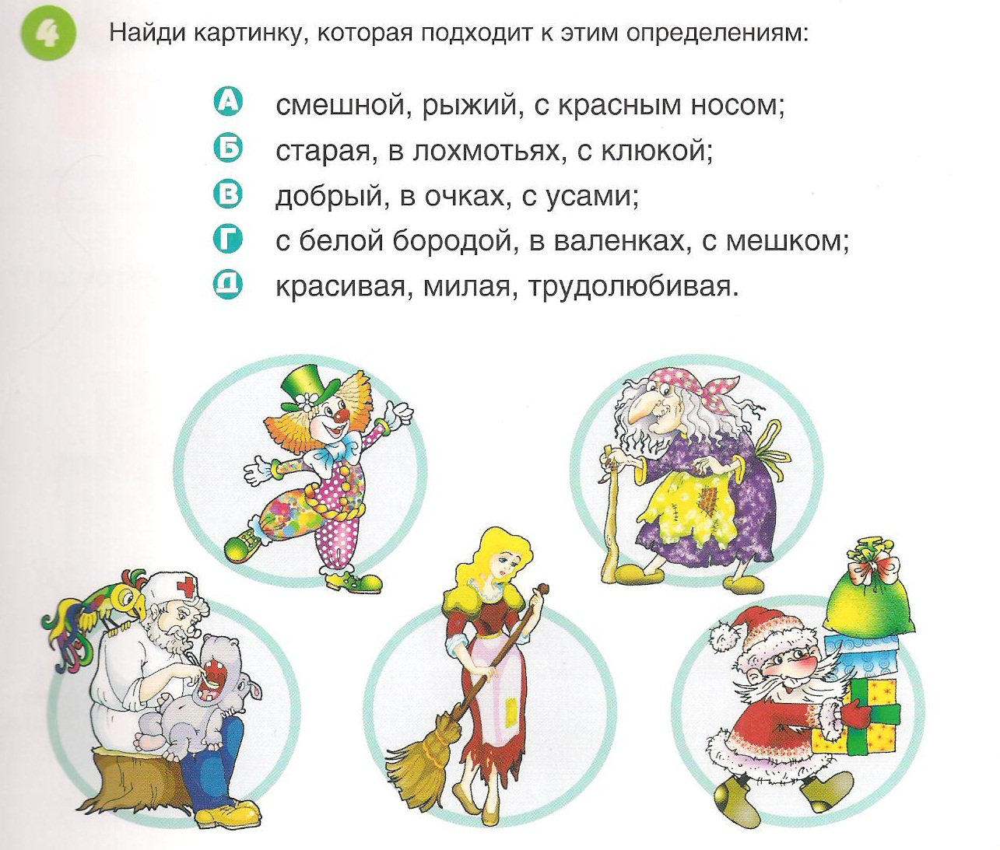 4 Найди картинку, которая подходит к этим определениям:
А смешной, рыжий, с красным носом;
Б старая, в лохмотьях, с клюкой;
В добрый, в очках, с усами;
Г с белой бородой, в валенках, с мешком;
Д красивая, милая, трудолюбивая.